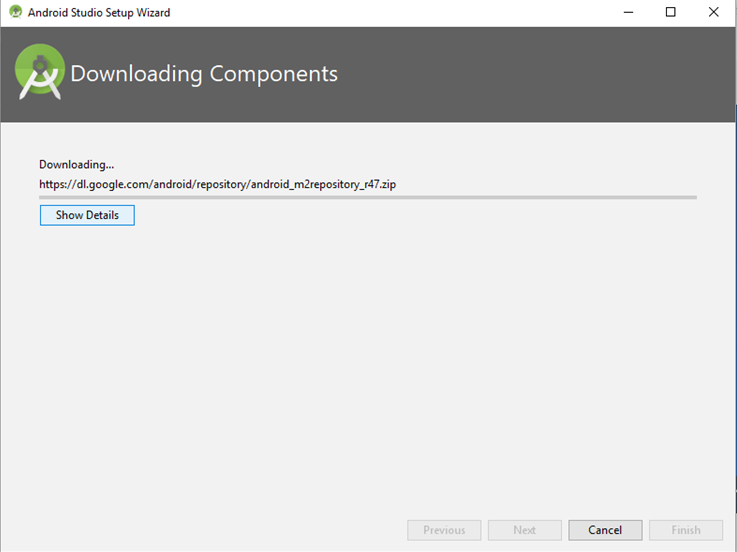 Android Studio Setup Wizard
Downloading Components
Downloading...
https://dl.google.com/android/repository/android_m2repository_r47.zip
Show Details
Previous Next Cancel Finish